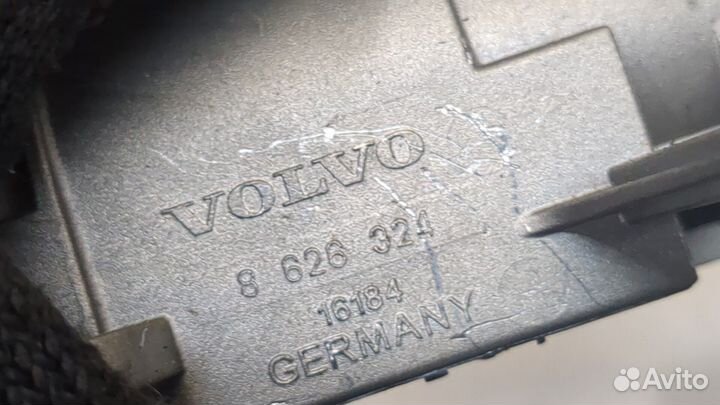 VOLVO
8 626 324
16184
GERMANY
Avito